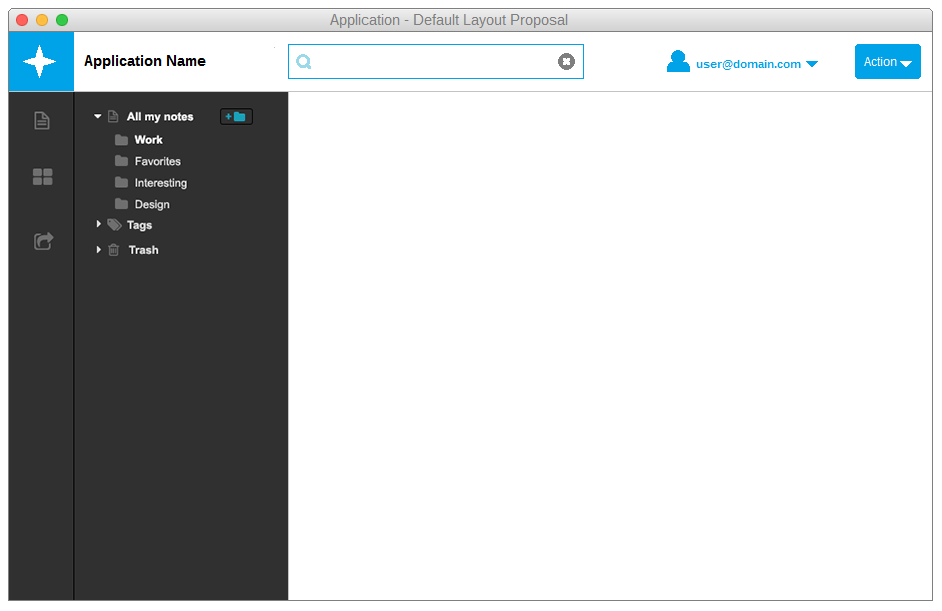 Application - Default Layout Proposal
Application Name
user@domain.com
Action
All my notes
Work
Favorites
Interesting
Design
Tags
Trash